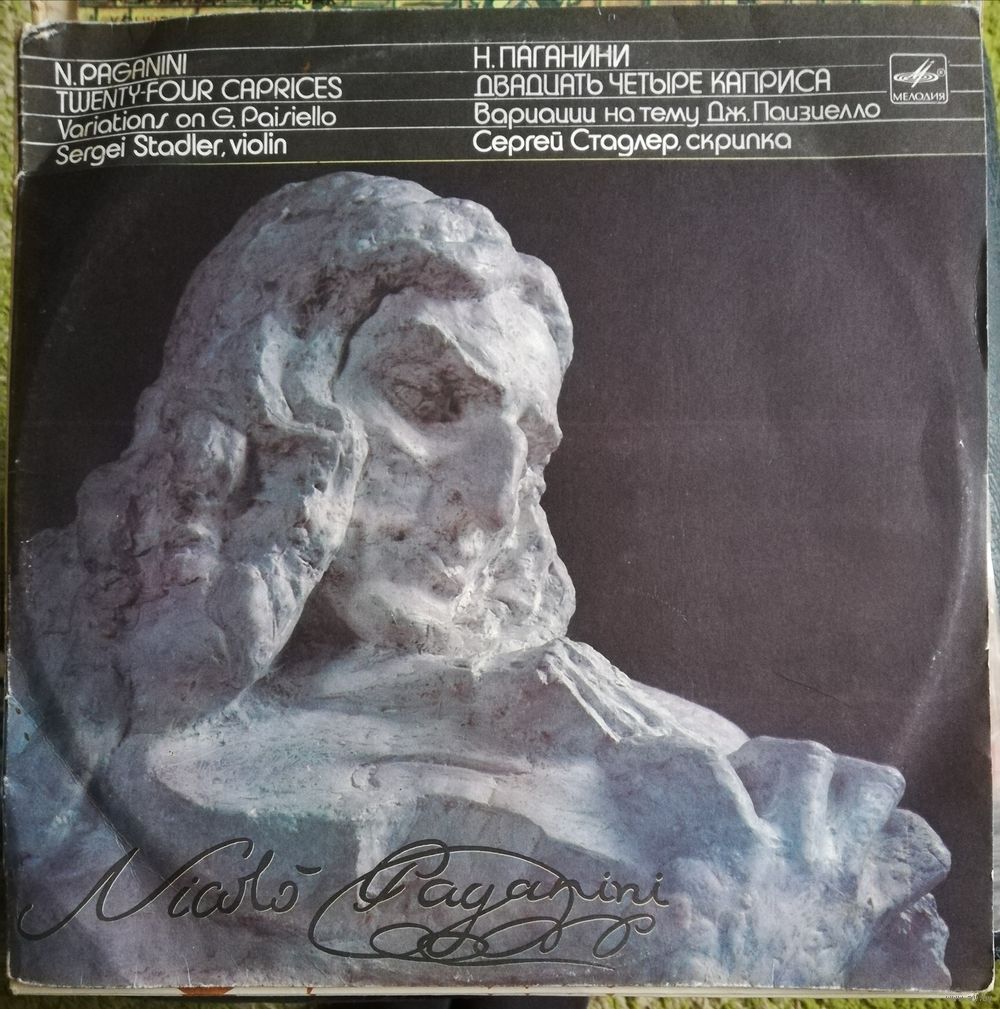 N.PAGANINI
TWENTY-FOUR CAPRICES
Variations on G. Paisiello
Sergei Stadler, violin
Н.ПАГАНИНИ
ДВАДЦАТЬ ЧЕТЫРЕ КАПРИСА
Вариации на тему Дж.Паизиелло
Сергей Стадлер, скрипка
МЕЛОДИЯ
Nicolò Paganini